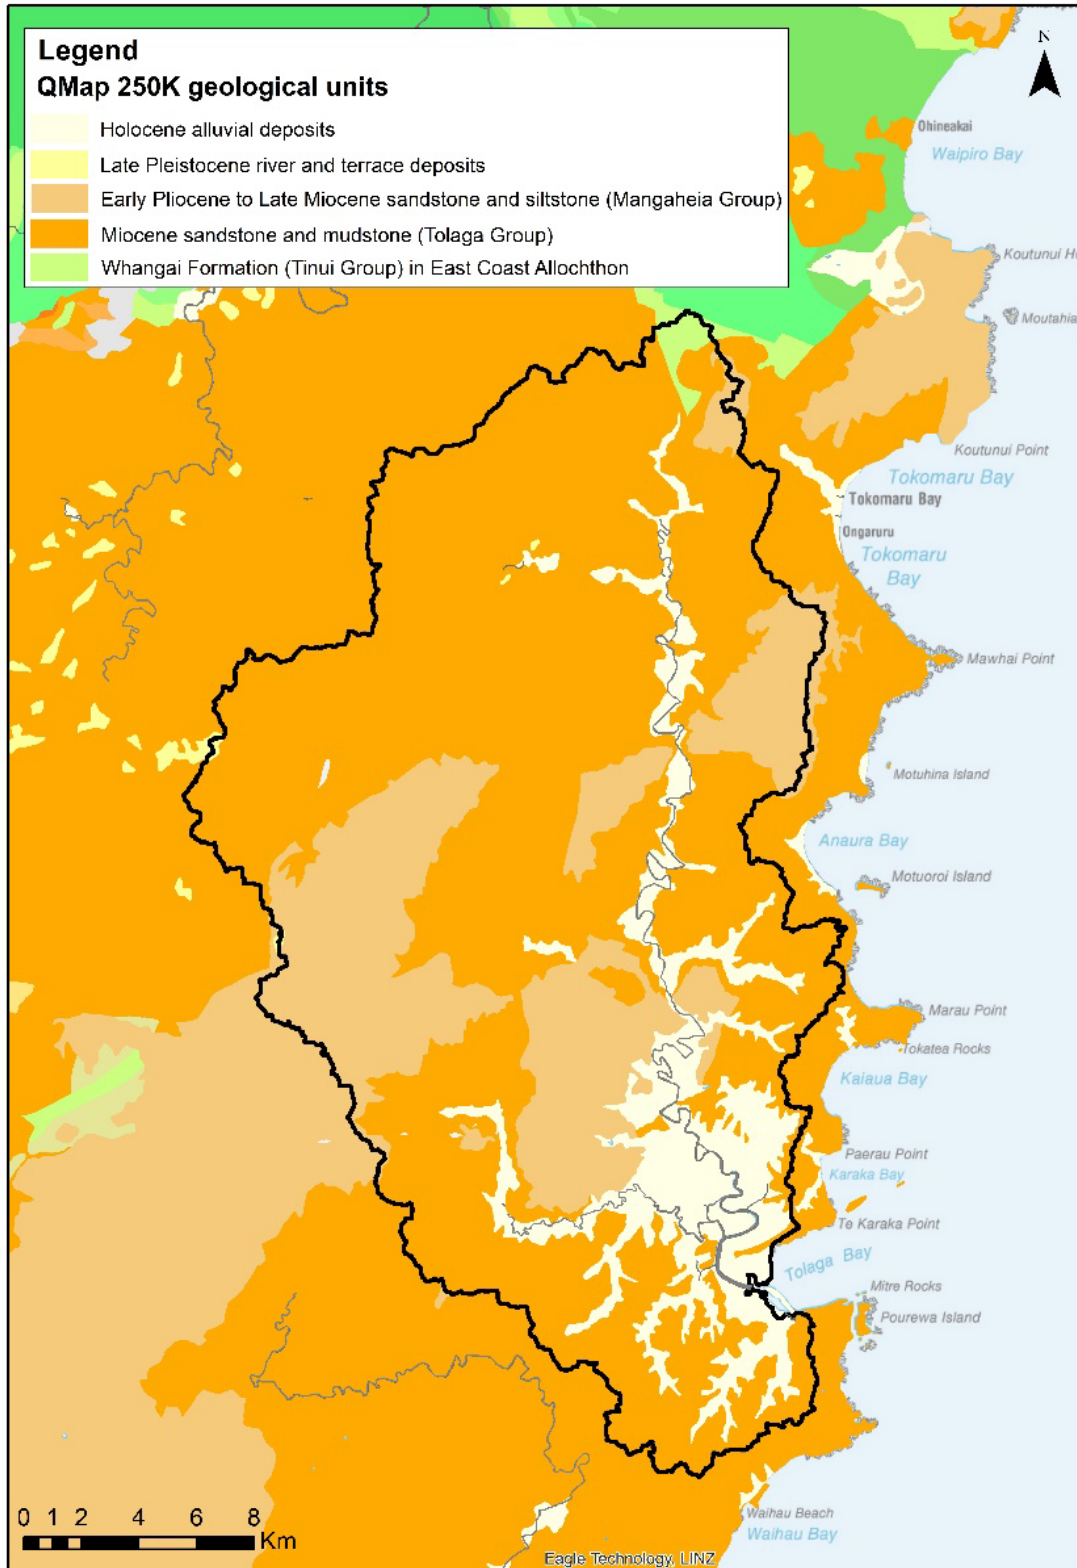 Legend
QMap 250K geological units
Holocene alluvial deposits
Late Pleistocene river and terrace deposits
Early Pliocene to Late Miocene sandstone and siltstone (Mangaheia Group)
Miocene sandstone and mudstone (Tolaga Group)
Whangai Formation (Tinui Group) in East Coast Allochthon
N
Ohineakai
Waipiro Bay
Koutunui H
Moutahia
Koutunui Point
Tokomaru Bay
Tokomaru Bay
Ongaruru
Tokomaru
Bay
Mawhai Point
Motuhina Island
Anaura Bay
Motuoroi Island
Marau Point
Tokatea Rocks
Kaiaua Bay
Paerau Point
Karaka Bay
Te Karaka Point
Tolaga Bay
Mitre Rocks
Pourewa Island
Waihau Beach
Waihau Bay
0 1 2 4 6 8
Km
Eagle Technology, LINZ